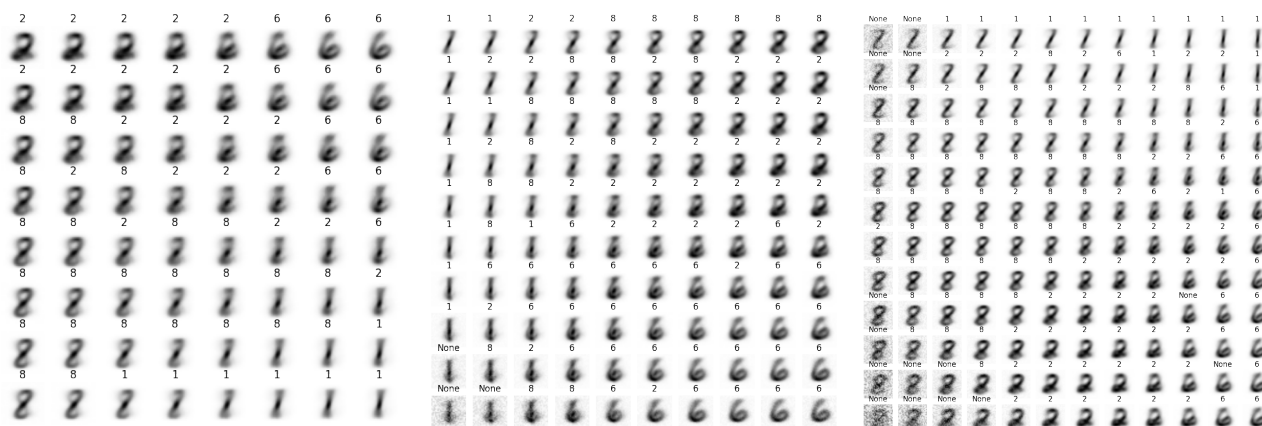 2 2 2 2 2 6 6 6
2 2 2 2 2 6 6 6
8 8 2 2 2 2 6 6
8 2 8 2 2 2 6 6
8 8 2 8 8 2 2 6
8 8 8 8 8 8 8 2
8 8 8 8 8 8 8 1
8 8 1 1 1 1 1 1
1 1 2 2 8 8 8 8 8 8
1 2 2 8 8 2 8 2 2 2
1 1 8 8 8 8 8 2 2 2
1 2 8 2 8 2 2 2 2 2
1 8 8 2 2 2 2 2 2 2
1 8 1 6 2 2 2 2 6 2
1 6 6 6 6 6 6 2 6 6
1 2 6 6 6 6 6 6 6 6
None 8 2 6 6 6 6 6 6 6
None None 8 8 6 2 6 6 6 6
None None 1 1 1 1 1 1 1 1 1 1
None None 2 2 2 8 2 6 1 2 2 1
None 8 2 8 8 8 2 2 2 8 6 1
8 8 8 8 8 8 8 8 8 8 2 6
8 8 8 8 8 8 8 8 2 2 6 6
8 8 8 8 2 8 8 2 6 2 1 6
2 8 8 8 8 8 8 2 2 2 2 6
8 8 8 8 8 8 2 2 2 2 2 6
None 8 8 8 8 2 2 2 2 None 6 6
None 8 8 8 2 2 2 2 2 2 6 6
None 8 None 8 2 2 2 2 2 2 None 6
None None None None 2 2 2 2 2 2 6 6